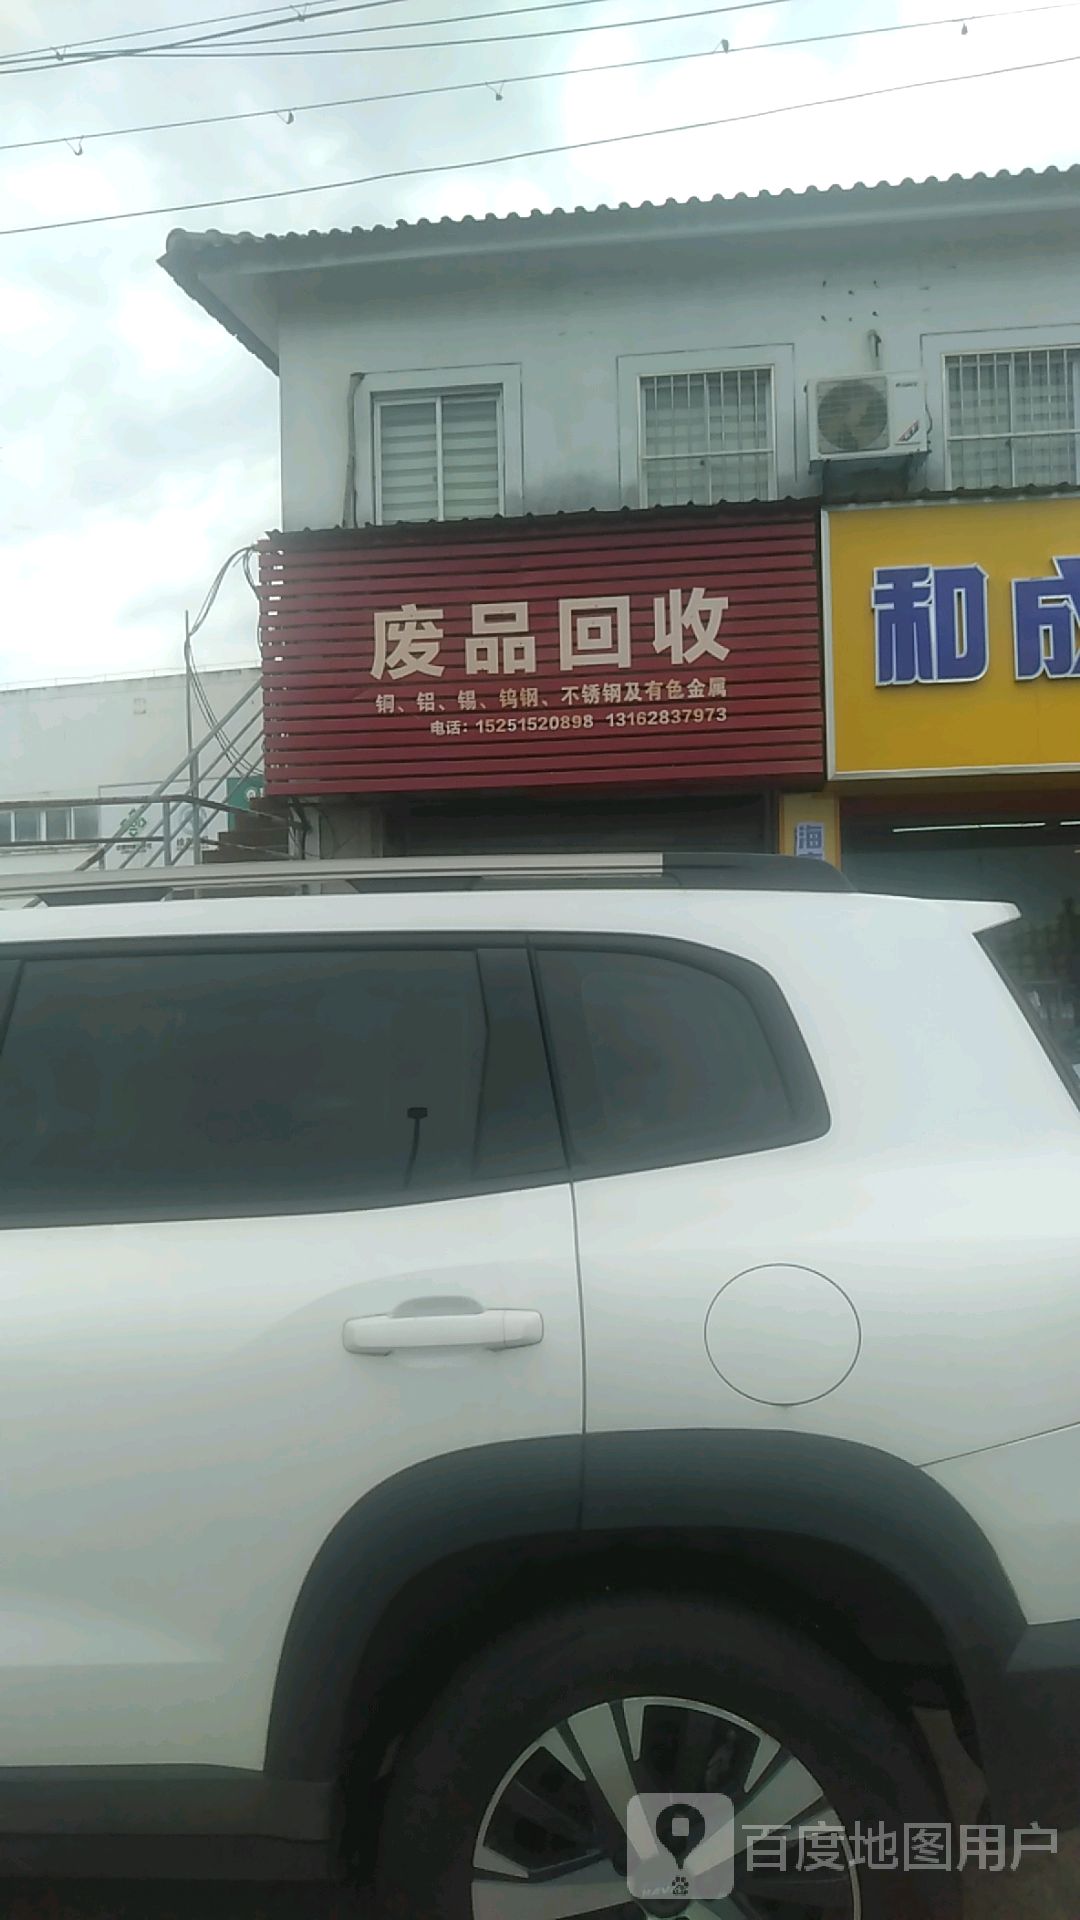 废品回收
铜、铝、锡、钨钢、不锈钢及有色金属
电话：15251520898 13162837973
和成
海
百度地图用户